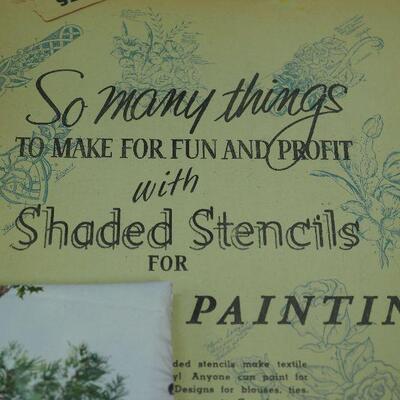 So many things
TO MAKE FOR FUN AND PROFIT
with
Shaded Stencils
FOR
PAINTIN
ded stencils make textile
y! Anyone can paint for
Designs for blouses, ties,